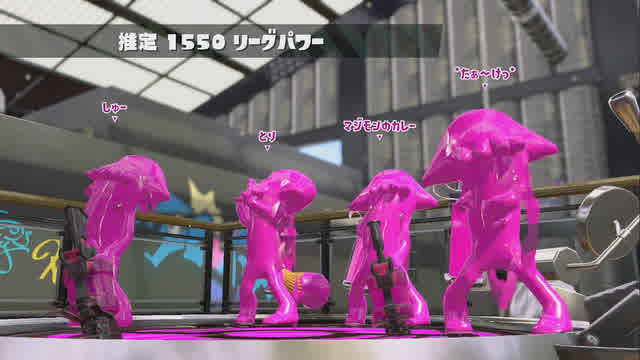 推定 1550 リーグパワー
しゅー
とり
マジモンのカレー
°たぁ〜けっ°